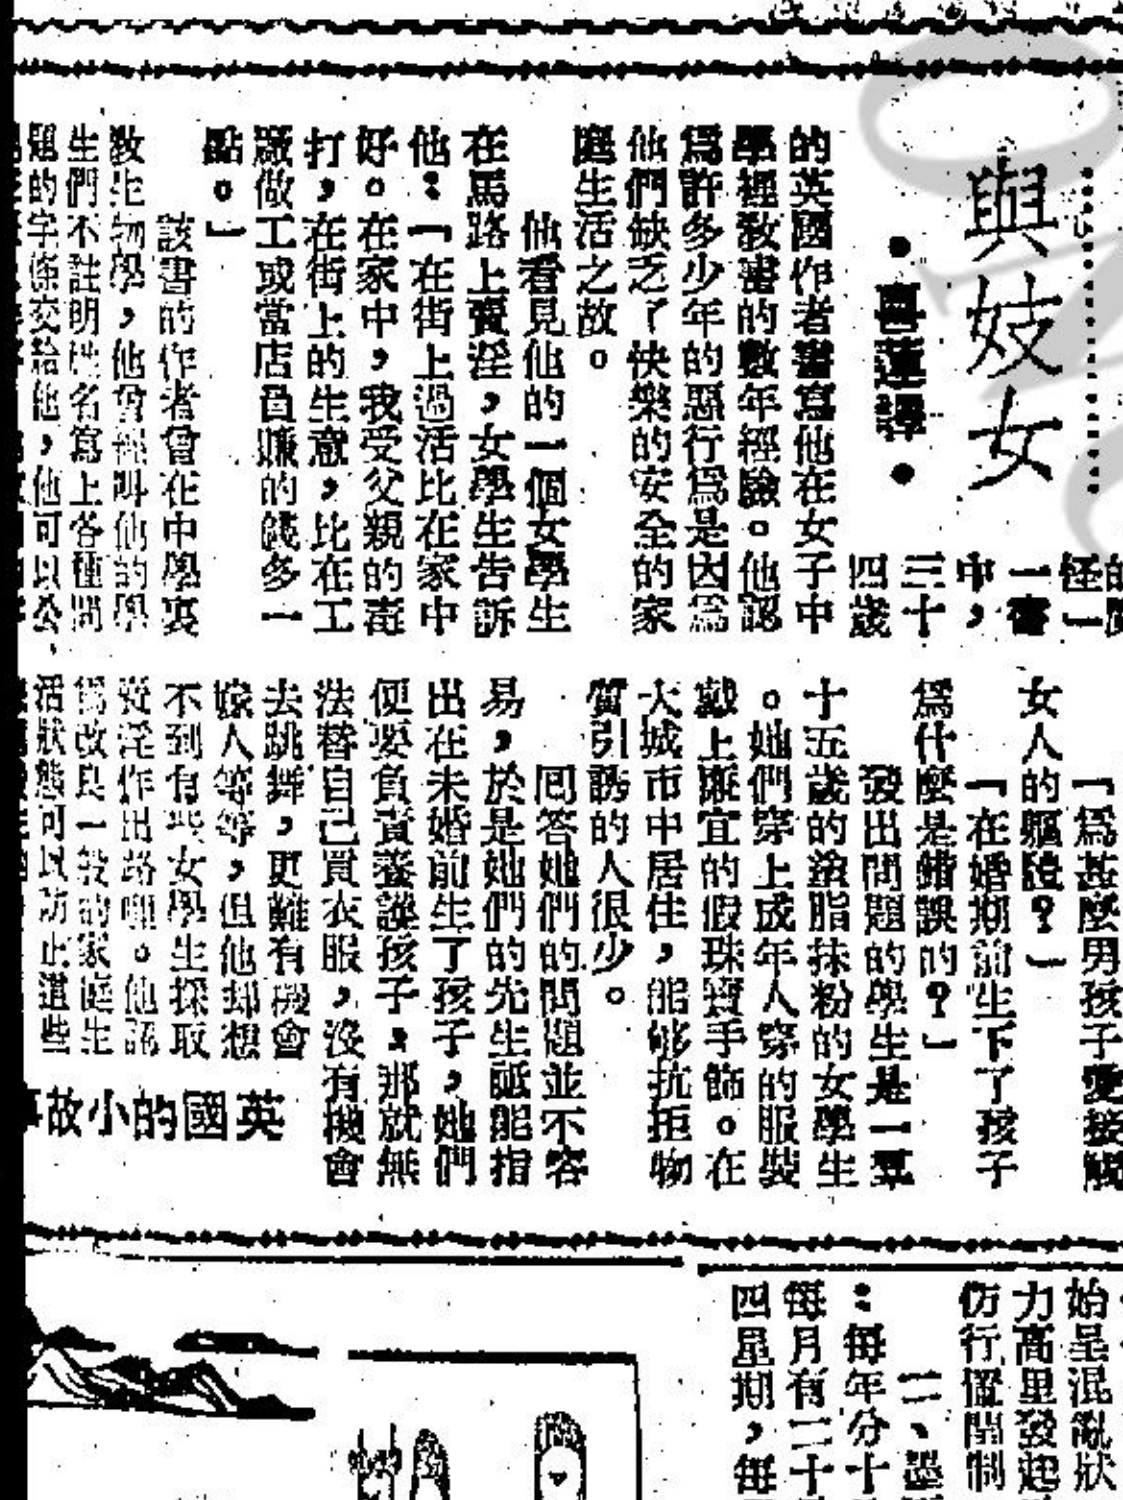 與妓女
的
怪一
一書
中，
三十
四歲
的英國作者書寫他在女子中
學裡教書的數年經驗。他認
爲許多少年的惡行爲是因爲
他們缺乏了快樂的安全的家
庭生活之故。
他看見他的一個女學生
在馬路上賣淫，女學生告訴
他：「在街上過活比在家中
好。在家中，我受父親的毒
打，在街上的生意，比在工
廠做工或當店員賺的錢多一
點。」
該書的作者曾在中學裏
教生物學，他曾經叫他的學
生們不註明姓名寫上各種問
題的字條交給他，他可以公
「爲甚麼男孩子愛接觸
女人的軀體？」
「在婚期前生下了孩子
爲什麼是錯誤的？」
發出問題的學生是一羣
十五歲的塗脂抹粉的女學生
。她們穿上成年人穿的服裝
戴上廉宜的假珠寶手飾。在
大城市中居住，能够抗拒物
質引誘的人很少。
回答她們的問題並不容
易，於是她們的先生祗能指
出在未婚前生了孩子，她們
便要負責養護孩子，那就無
法替自己買衣服，沒有機會
去跳舞，更難有機會
嫁人等等，但他却想
不到有些女學生採取
賣淫作出路哩。他認
爲改良一般的家庭生
活狀態可以防止這些
英國的小故事
始呈混亂狀
力高里發起
仿行置閏制
二、墨
：每年分十
每月有二十
四星期，每